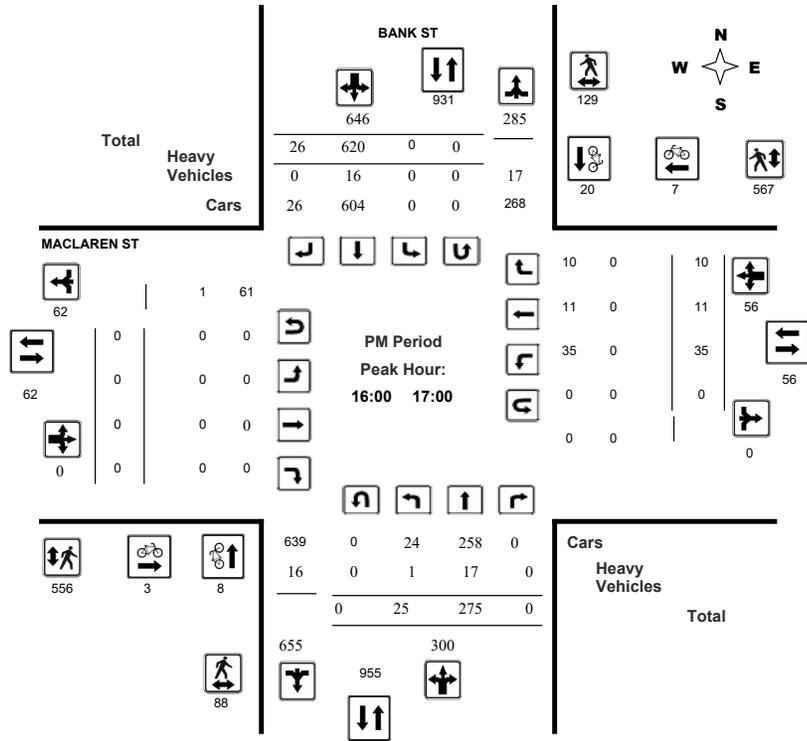 BANK ST
N
W E
S
931
129
646 285
Total 26 620 0 0
Heavy
Vehicles 0 16 0 0 17
Cars 26 604 0 0 268
20 7 567
MACLAREN ST
62 1 61
10 0 10
56
11 0 11
0 0 0
PM Period
35 0 35
Peak Hour:
56
62 0 0 0
16:00 17:00
0 0 0
0 0 0
0 0 0
0 0 0
0
639 0 24 258 0 Cars
16 0 1 17 0 Heavy
Vehicles
556 3 8
0 25 275 0 Total
655 300
955
88